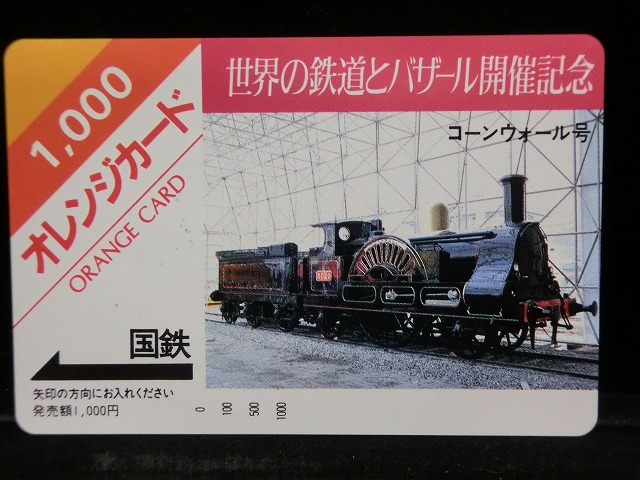 世界の鉄道とバザール開催記念
1,000
オレンジカード
ORANGE CARD
コーンウォール号
国鉄
矢印の方向にお入れください
発売額1,000円
0 100 500 1000